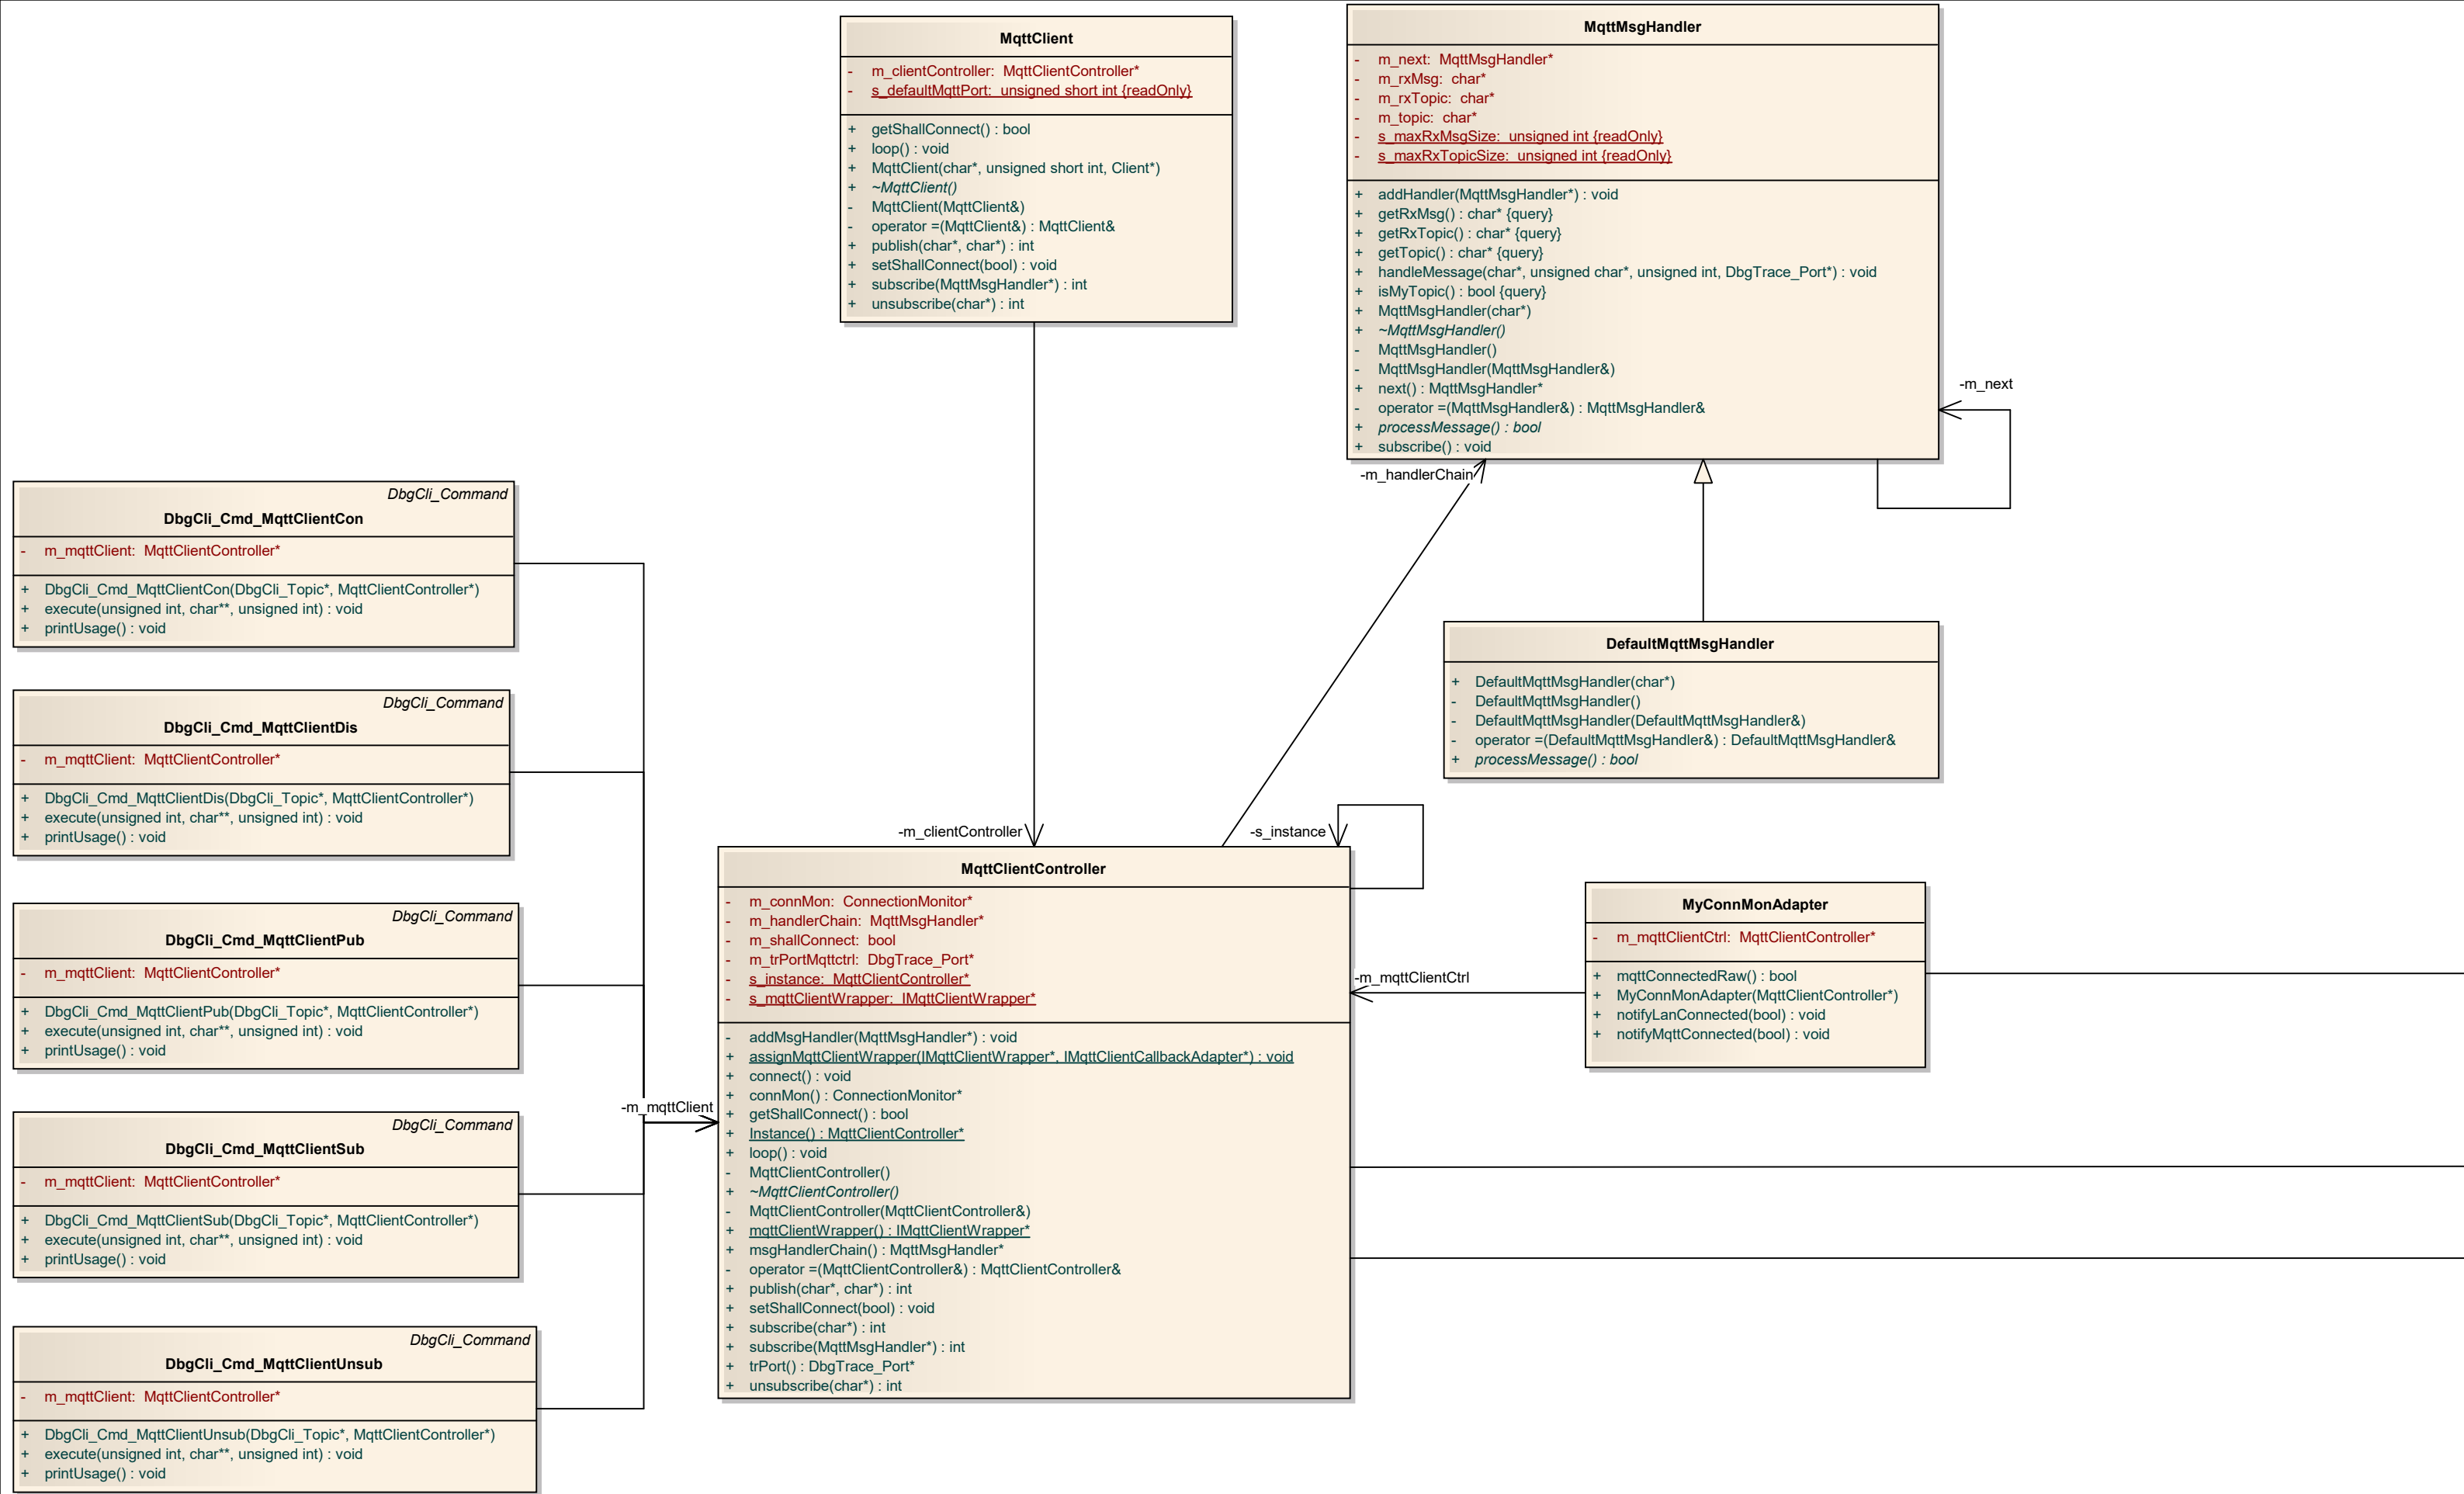 MqttClient
- m_clientController: MqttClientController*
- s_defaultMqttPort: unsigned short int {readOnly}
+ getShallConnect() : bool
+ loop() : void
+ MqttClient(char*, unsigned short int, Client*)
+ ~MqttClient()
- MqttClient(MqttClient&)
- operator =(MqttClient&) : MqttClient&
+ publish(char*, char*) : int
+ setShallConnect(bool) : void
+ subscribe(MqttMsgHandler*) : int
+ unsubscribe(char*) : int
MqttMsgHandler
- m_next: MqttMsgHandler*
- m_rxMsg: char*
- m_rxTopic: char*
- m_topic: char*
- s_maxRxMsgSize: unsigned int {readOnly}
- s_maxRxTopicSize: unsigned int {readOnly}
+ addHandler(MqttMsgHandler*) : void
+ getRxMsg() : char* {query}
+ getRxTopic() : char* {query}
+ getTopic() : char* {query}
+ handleMessage(char*, unsigned char*, unsigned int, DbgTrace_Port*) : void
+ isMyTopic() : bool {query}
+ MqttMsgHandler(char*)
+ ~MqttMsgHandler()
- MqttMsgHandler()
- MqttMsgHandler(MqttMsgHandler&)
+ next() : MqttMsgHandler*
- operator =(MqttMsgHandler&) : MqttMsgHandler&
+ processMessage() : bool
+ subscribe() : void
-m_next
-m_handlerChain
DbgCli_Command
DbgCli_Cmd_MqttClientCon
- m_mqttClient: MqttClientController*
+ DbgCli_Cmd_MqttClientCon(DbgCli_Topic*, MqttClientController*)
+ execute(unsigned int, char**, unsigned int) : void
+ printUsage() : void
DefaultMqttMsgHandler
+ DefaultMqttMsgHandler(char*)
- DefaultMqttMsgHandler()
- DefaultMqttMsgHandler(DefaultMqttMsgHandler&)
- operator =(DefaultMqttMsgHandler&) : DefaultMqttMsgHandler&
+ processMessage() : bool
DbgCli_Command
DbgCli_Cmd_MqttClientDis
- m_mqttClient: MqttClientController*
+ DbgCli_Cmd_MqttClientDis(DbgCli_Topic*, MqttClientController*)
+ execute(unsigned int, char**, unsigned int) : void
+ printUsage() : void
-m_clientController
-s_instance
MqttClientController
- m_connMon: ConnectionMonitor*
- m_handlerChain: MqttMsgHandler*
- m_shallConnect: bool
- m_trPortMqttctrl: DbgTrace_Port*
- s_instance: MqttClientController*
- s_mqttClientWrapper: IMqttClientWrapper*
- addMsgHandler(MqttMsgHandler*) : void
+ assignMqttClientWrapper(IMqttClientWrapper*, IMqttClientCallbackAdapter*) : void
+ connect() : void
+ connMon() : ConnectionMonitor*
+ getShallConnect() : bool
+ Instance() : MqttClientController*
+ loop() : void
- MqttClientController()
+ ~MqttClientController()
- MqttClientController(MqttClientController&)
+ mqttClientWrapper() : IMqttClientWrapper*
+ msgHandlerChain() : MqttMsgHandler*
- operator =(MqttClientController&) : MqttClientController&
+ publish(char*, char*) : int
+ setShallConnect(bool) : void
+ subscribe(char*) : int
+ subscribe(MqttMsgHandler*) : int
+ trPort() : DbgTrace_Port*
+ unsubscribe(char*) : int
MyConnMonAdapter
- m_mqttClientCtrl: MqttClientController*
+ mqttConnectedRaw() : bool
+ MyConnMonAdapter(MqttClientController*)
+ notifyLanConnected(bool) : void
+ notifyMqttConnected(bool) : void
-m_mqttClientCtrl
DbgCli_Command
DbgCli_Cmd_MqttClientPub
- m_mqttClient: MqttClientController*
+ DbgCli_Cmd_MqttClientPub(DbgCli_Topic*, MqttClientController*)
+ execute(unsigned int, char**, unsigned int) : void
+ printUsage() : void
-m_mqttClient
DbgCli_Command
DbgCli_Cmd_MqttClientSub
- m_mqttClient: MqttClientController*
+ DbgCli_Cmd_MqttClientSub(DbgCli_Topic*, MqttClientController*)
+ execute(unsigned int, char**, unsigned int) : void
+ printUsage() : void
DbgCli_Command
DbgCli_Cmd_MqttClientUnsub
- m_mqttClient: MqttClientController*
+ DbgCli_Cmd_MqttClientUnsub(DbgCli_Topic*, MqttClientController*)
+ execute(unsigned int, char**, unsigned int) : void
+ printUsage() : void